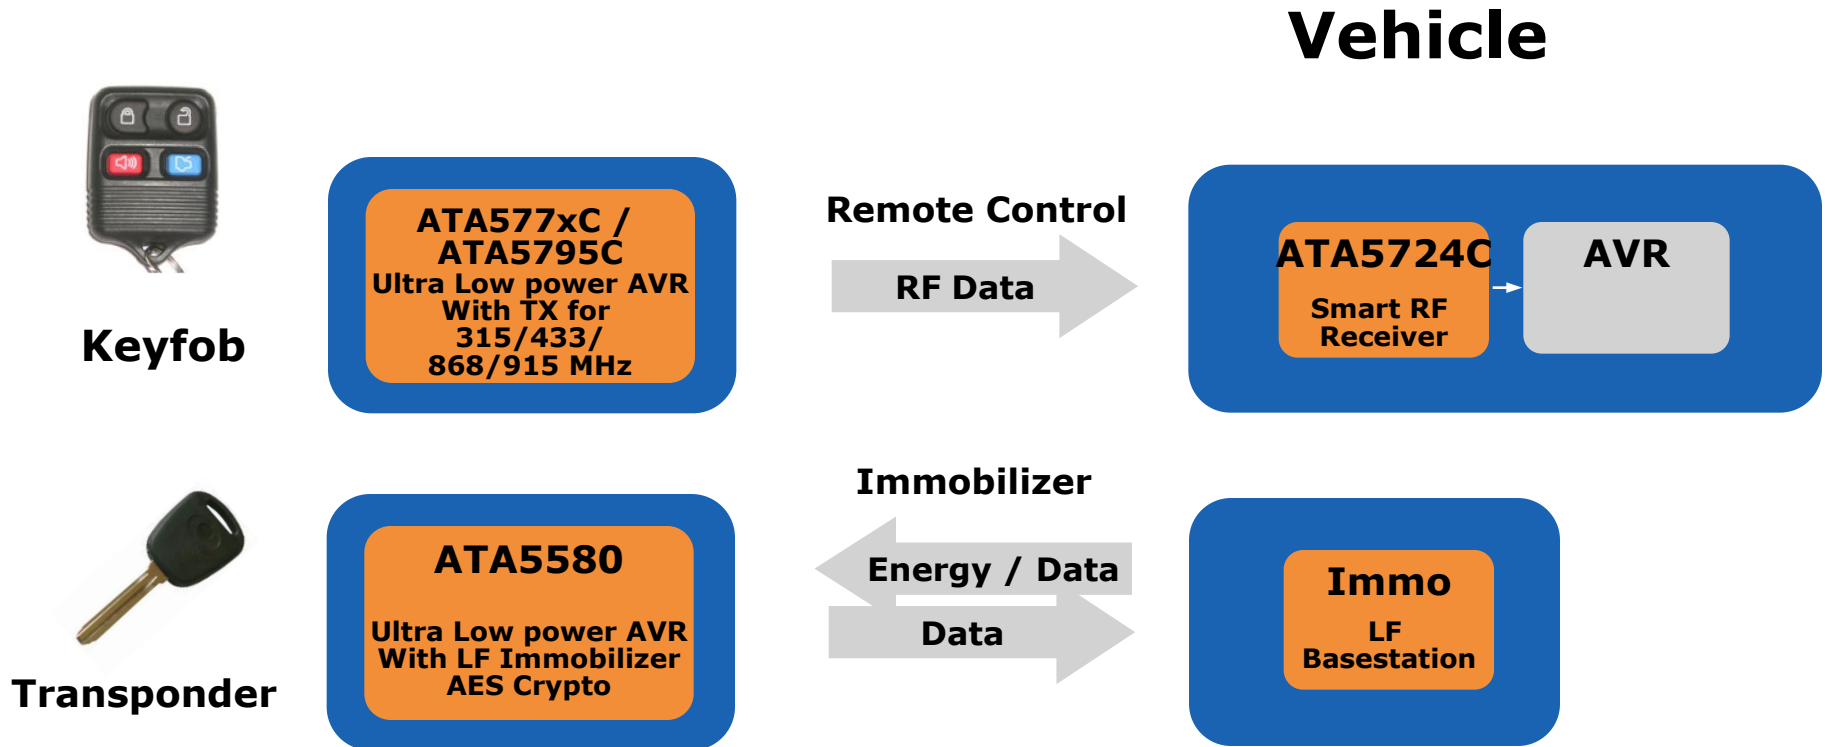 Vehicle
Keyfob
ATA577xC /
ATA5795C
Ultra Low power AVR
With TX for
315/433/
868/915 MHz
Remote Control
RF Data
ATA5724C
Smart RF
Receiver
AVR
Transponder
ATA5580
Ultra Low power AVR
With LF Immobilizer
AES Crypto
Immobilizer
Energy / Data
Data
Immo
LF
Basestation